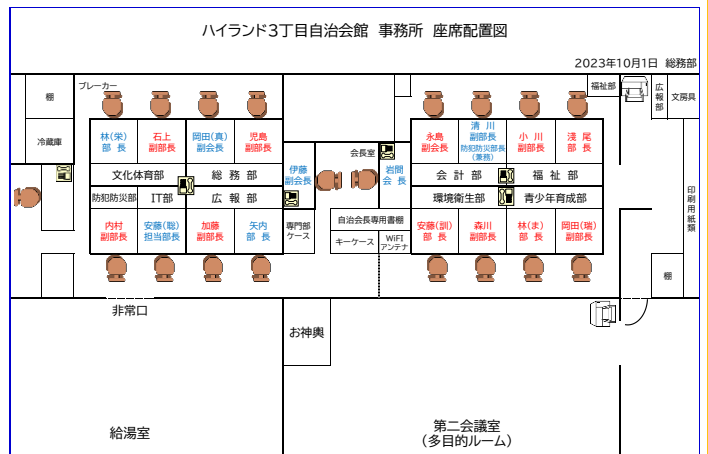 ハイランド3丁目自治会館 事務所 座席配置図
2023年10月1日 総務部
棚
ブレーカー
福祉部
広報部
文房具
冷蔵庫
林(栄)
部 長
石上
副部長
岡田(真)
副会長
児島
副部長
永島
副会長
清 川
副部長
防犯防災部長
(兼務)
小 川
副部長
淺 尾
部 長
会長室
伊藤
副会長
岩間
会 長
文化体育部
総 務 部
会 計 部
福 祉 部
防犯防災部
IT部
広 報 部
環境衛生部
青少年育成部
印刷用紙類
内村
副部長
安藤(聡)
担当部長
加藤
副部長
矢内
部 長
専門部
ケース
自治会長専用書棚
キーケース
WiFI
アンテナ
安藤(訓)
部 長
森川
副部長
林(ま)
部 長
岡田(瑞)
副部長
棚
非常口
お神輿
給湯室
第二会議室
(多目的ルーム)